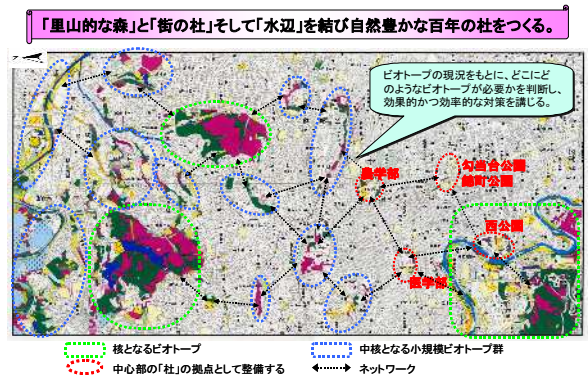 「里山的な森」と「街の杜」そして「水辺」を結び自然豊かな百年の杜をつくる。
ビオトープの現況をもとに、どこにど
のようなビオトープが必要かを判断し、
効果的かつ効率的な対策を講じる。
農学部
勾当台公園
錦町公園
西公園
医学部
核となるビオトープ
中核となる小規模ビオトープ群
中心部の「杜」の拠点として整備する
ネットワーク